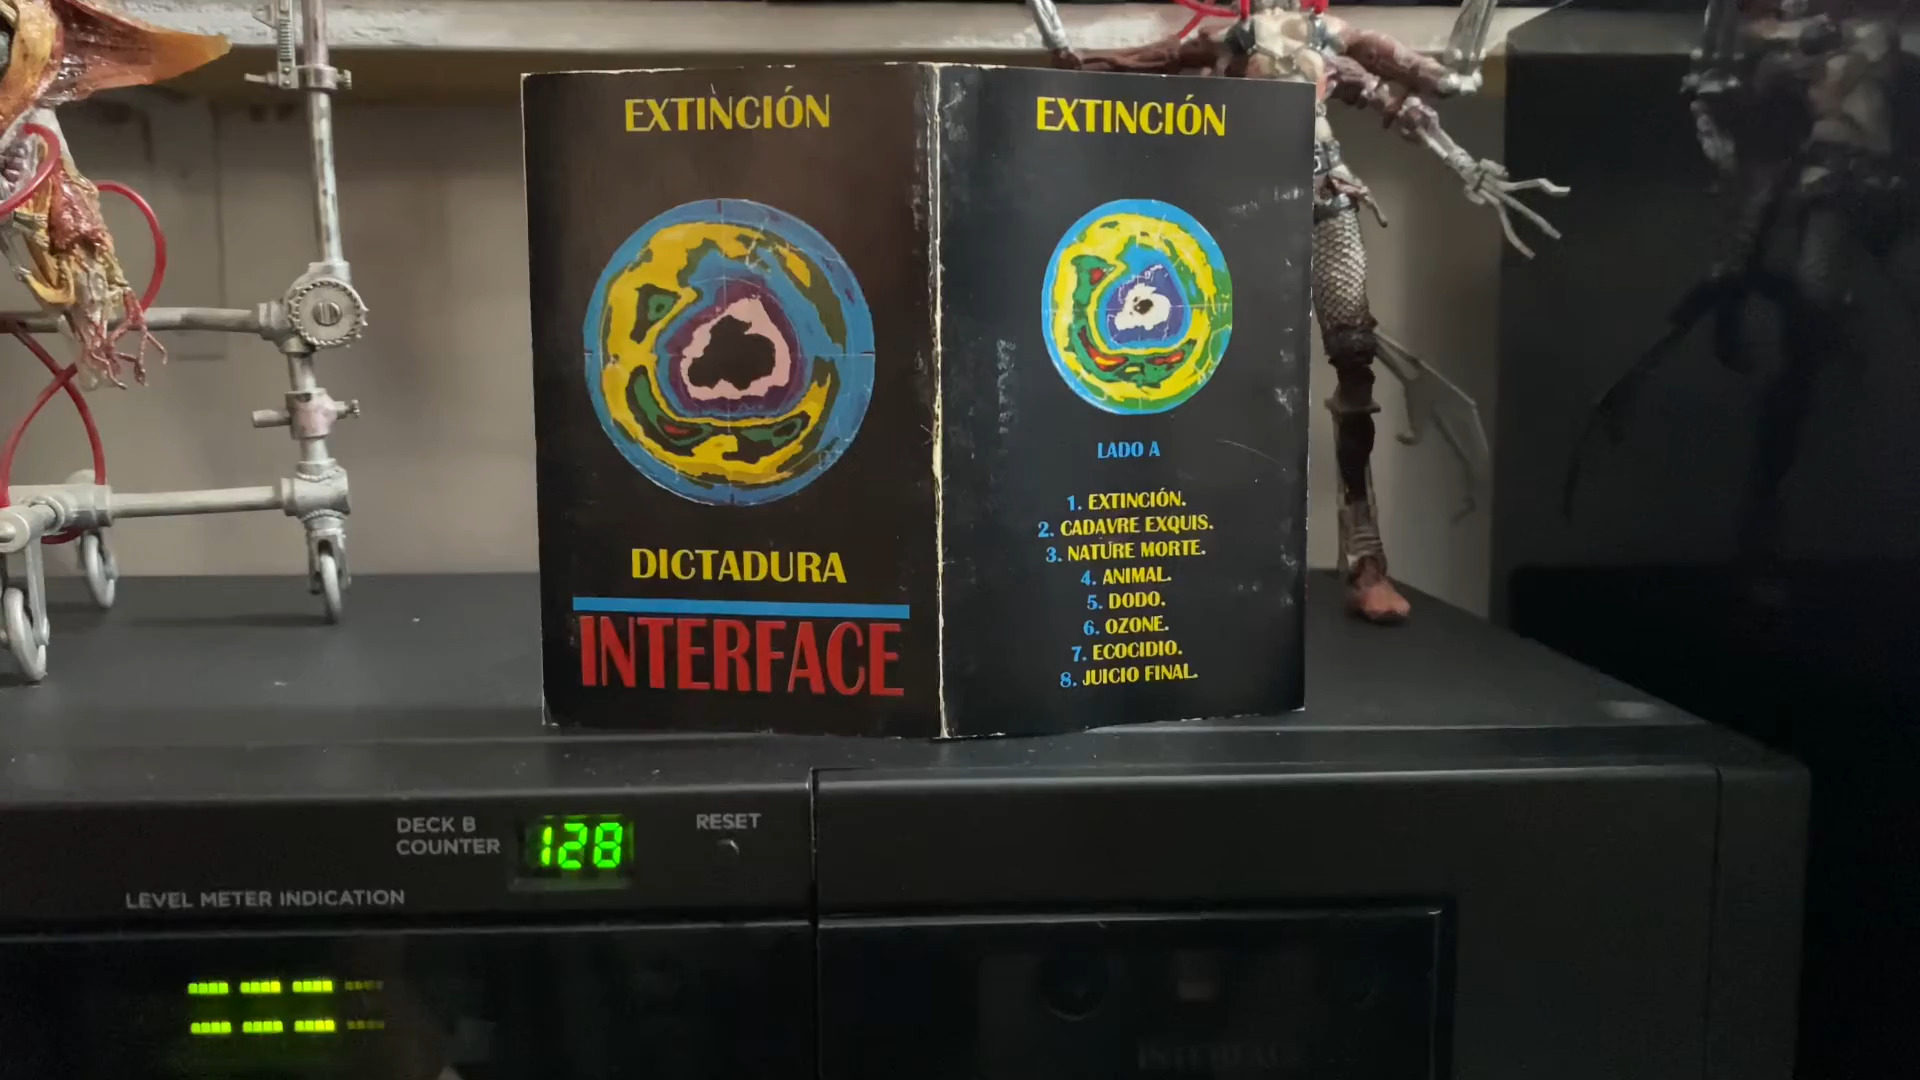 EXTINCIÓN
DICTADURA
INTERFACE
EXTINCIÓN
LADO A
1. EXTINCIÓN.
2. CADAVRE EXQUIS.
3. NATURE MORTE.
4. ANIMAL.
5. DODO.
6. OZONE.
7. ECOCIDIO.
8. JUICIO FINAL.
DECK B
COUNTER
128
RESET
LEVEL METER INDICATION